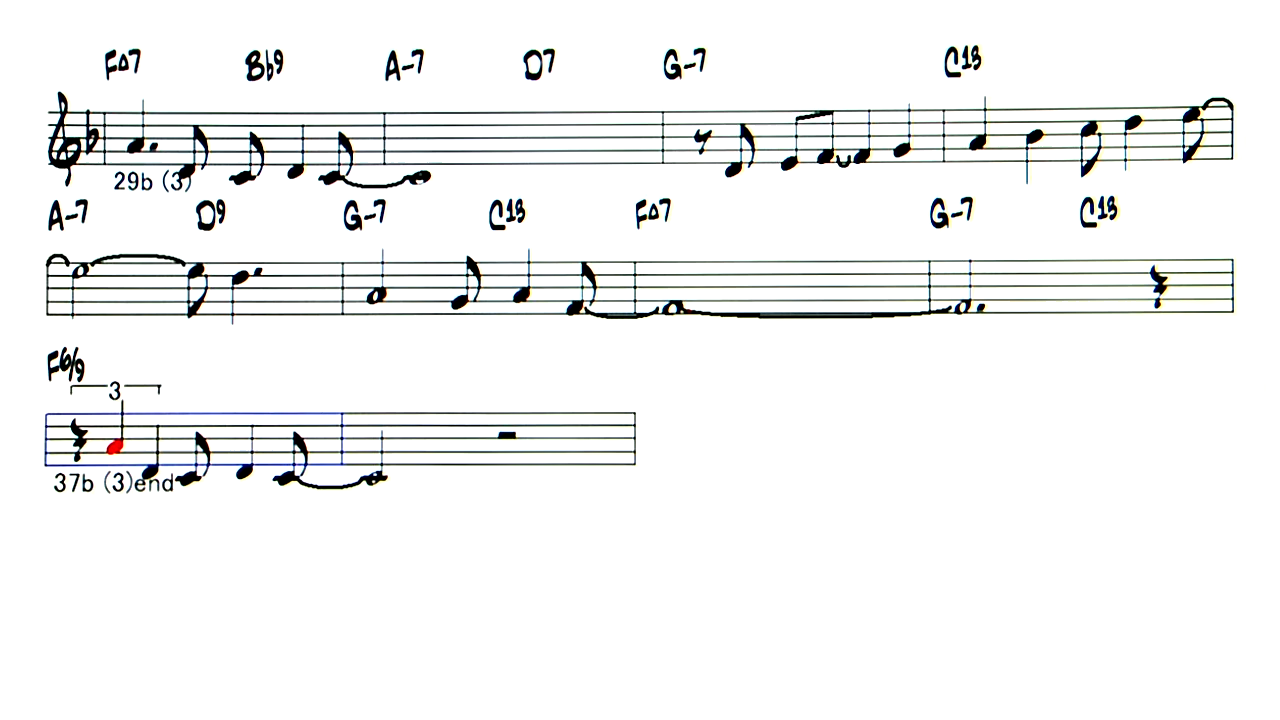 FΔ7 Bb9 A-7 D7 G-7 C13
29b (3)
A-7 D9 G-7 C13 FΔ7 G-7 C13
F6/9
3
37b (3)end